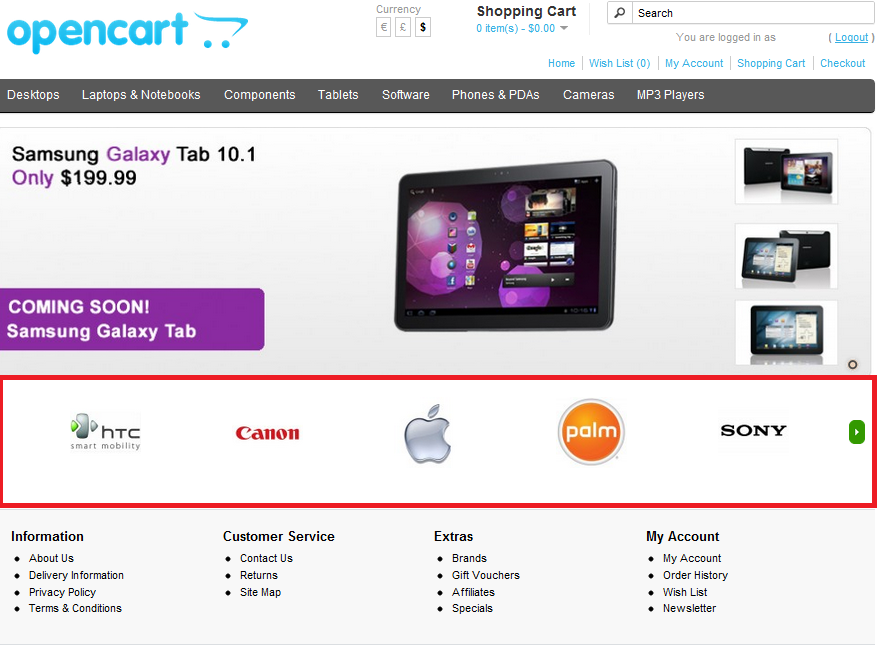 opencart
Currency
€ £ $
Shopping Cart
0 item(s) - $0.00
Search
You are logged in as ( Logout )
Home Wish List (0) My Account Shopping Cart Checkout
Desktops Laptops & Notebooks Components Tablets Software Phones & PDAs Cameras MP3 Players
Samsung Galaxy Tab 10.1
Only $199.99
COMING SOON!
Samsung Galaxy Tab
hTC
smart mobility
Canon
palm
SONY
Information
About Us
Delivery Information
Privacy Policy
Terms & Conditions
Customer Service
Contact Us
Returns
Site Map
Extras
Brands
Gift Vouchers
Affiliates
Specials
My Account
My Account
Order History
Wish List
Newsletter